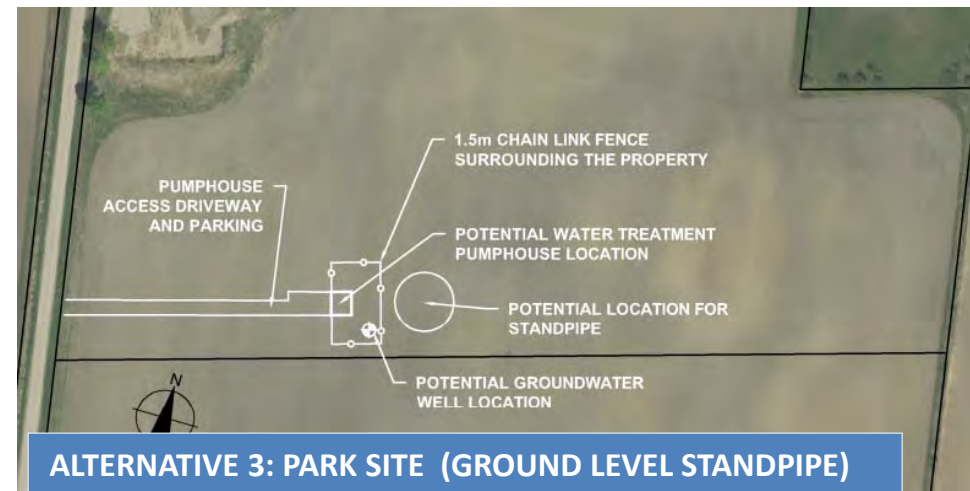 1.5m CHAIN LINK FENCE
SURROUNDING THE PROPERTY
PUMPHOUSE
ACCESS DRIVEWAY
AND PARKING
POTENTIAL WATER TREATMENT
PUMPHOUSE LOCATION
POTENTIAL LOCATION FOR
STANDPIPE
POTENTIAL GROUNDWATER
WELL LOCATION
N
ALTERNATIVE 3: PARK SITE (GROUND LEVEL STANDPIPE)